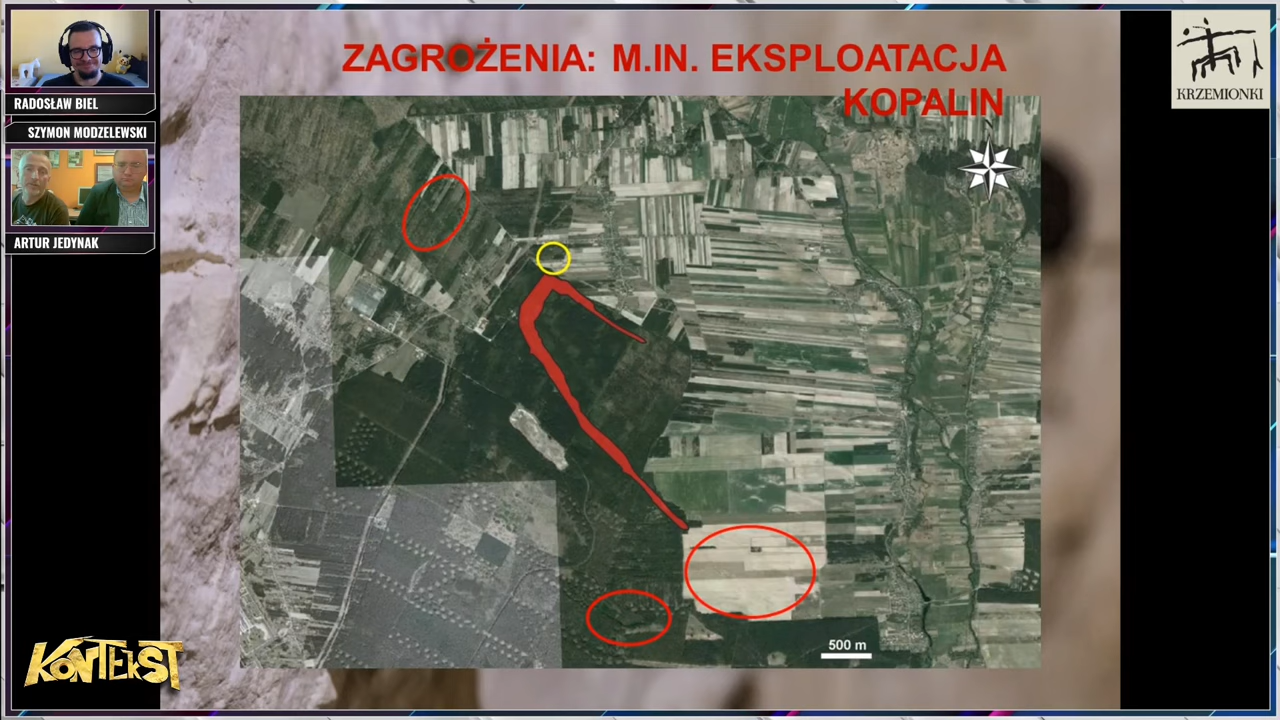 RADOSŁAW BIEL
SZYMON MODZELEWSKI
ARTUR JEDYNAK
ZAGROŻENIA: M.IN. EKSPLOATACJA
KOPALIN
KRZEMIONKI
500 m
KONTEKST